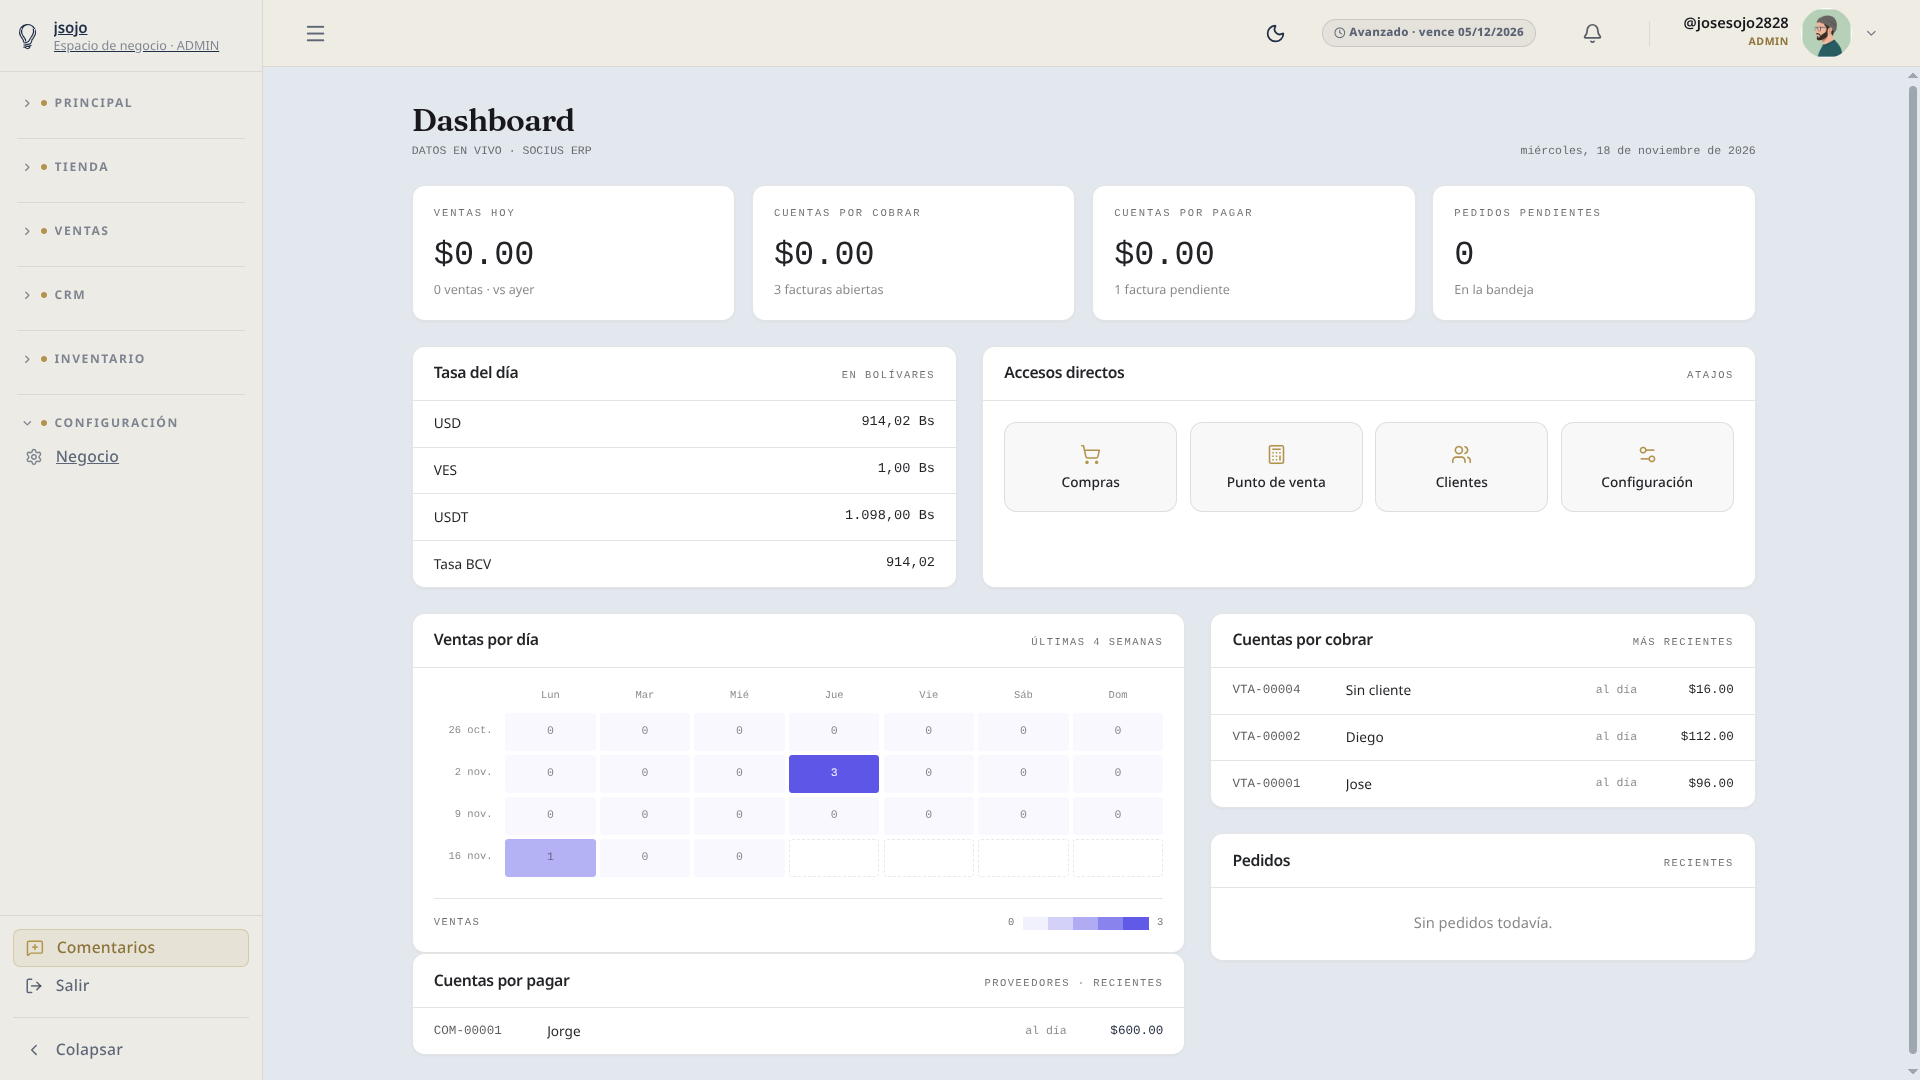 jsojo
Espacio de negocio · ADMIN
PRINCIPAL
TIENDA
VENTAS
CRM
INVENTARIO
CONFIGURACIÓN
Negocio
Comentarios
Salir
Colapsar
Avanzado · vence 05/12/2026
@josesojo2828
ADMIN
Dashboard
DATOS EN VIVO · SOCIUS ERP
miércoles, 18 de noviembre de 2026
VENTAS HOY
$0.00
0 ventas · vs ayer
CUENTAS POR COBRAR
$0.00
3 facturas abiertas
CUENTAS POR PAGAR
$0.00
1 factura pendiente
PEDIDOS PENDIENTES
0
En la bandeja
Tasa del día EN BOLÍVARES
USD 914,02 Bs
VES 1,00 Bs
USDT 1.098,00 Bs
Tasa BCV 914,02
Accesos directos ATAJOS
Compras Punto de venta Clientes Configuración
Ventas por día ÚLTIMAS 4 SEMANAS
Lun Mar Mié Jue Vie Sáb Dom
26 oct. 0 0 0 0 0 0 0
2 nov. 0 0 0 3 0 0 0
9 nov. 0 0 0 0 0 0 0
16 nov. 1 0 0
VENTAS 0 3
Cuentas por cobrar MÁS RECIENTES
VTA-00004 Sin cliente al día $16.00
VTA-00002 Diego al día $112.00
VTA-00001 Jose al día $96.00
Pedidos RECIENTES
Sin pedidos todavía.
Cuentas por pagar PROVEEDORES · RECIENTES
COM-00001 Jorge al día $600.00